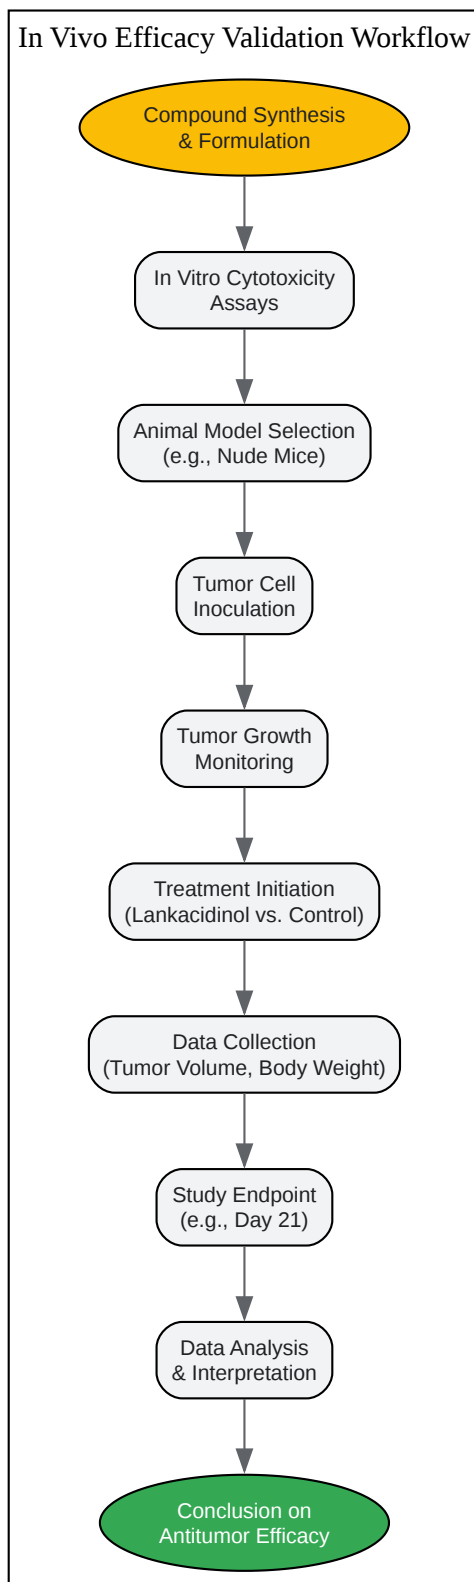 In Vivo Efficacy Validation Workflow
Compound Synthesis
& Formulation
In Vitro Cytotoxicity
Assays
Animal Model Selection
(e.g., Nude Mice)
Tumor Cell
Inoculation
Tumor Growth
Monitoring
Treatment Initiation
(Lankacidinol vs. Control)
Data Collection
(Tumor Volume, Body Weight)
Study Endpoint
(e.g., Day 21)
Data Analysis
& Interpretation
Conclusion on
Antitumor Efficacy